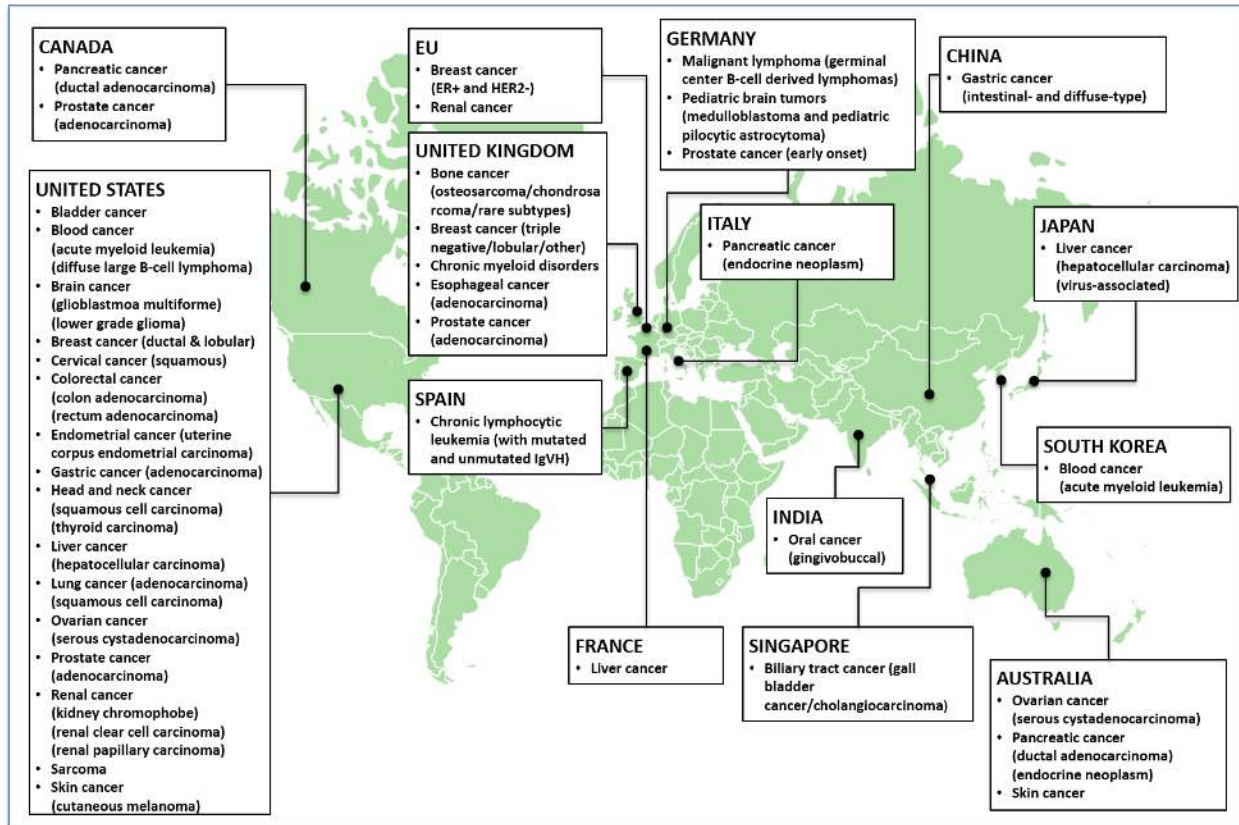 CANADA
• Pancreatic cancer
(ductal adenocarcinoma)
• Prostate cancer
(adenocarcinoma)
EU
• Breast cancer
(ER+ and HER2-)
• Renal cancer
GERMANY
• Malignant lymphoma (germinal
center B-cell derived lymphomas)
• Pediatric brain tumors
(medulloblastoma and pediatric
pilocytic astrocytoma)
• Prostate cancer (early onset)
CHINA
• Gastric cancer
(intestinal- and diffuse-type)
UNITED STATES
• Bladder cancer
• Blood cancer
(acute myeloid leukemia)
(diffuse large B-cell lymphoma)
• Brain cancer
(glioblastmoa multiforme)
(lower grade glioma)
• Breast cancer (ductal & lobular)
• Cervical cancer (squamous)
• Colorectal cancer
(colon adenocarcinoma)
(rectum adenocarcinoma)
• Endometrial cancer (uterine
corpus endometrial carcinoma)
• Gastric cancer (adenocarcinoma)
• Head and neck cancer
(squamous cell carcinoma)
(thyroid carcinoma)
• Liver cancer
(hepatocellular carcinoma)
• Lung cancer (adenocarcinoma)
(squamous cell carcinoma)
• Ovarian cancer
(serous cystadenocarcinoma)
• Prostate cancer
(adenocarcinoma)
• Renal cancer
(kidney chromophobe)
(renal clear cell carcinoma)
(renal papillary carcinoma)
• Sarcoma
• Skin cancer
(cutaneous melanoma)
UNITED KINGDOM
• Bone cancer
(osteosarcoma/chondrosa
rcoma/rare subtypes)
• Breast cancer (triple
negative/lobular/other)
• Chronic myeloid disorders
• Esophageal cancer
(adenocarcinoma)
• Prostate cancer
(adenocarcinoma)
ITALY
• Pancreatic cancer
(endocrine neoplasm)
JAPAN
• Liver cancer
(hepatocellular carcinoma)
(virus-associated)
SPAIN
• Chronic lymphocytic
leukemia (with mutated
and unmutated IgVH)
SOUTH KOREA
• Blood cancer
(acute myeloid leukemia)
INDIA
• Oral cancer
(gingivobuccal)
FRANCE
• Liver cancer
SINGAPORE
• Biliary tract cancer (gall
bladder
cancer/cholangiocarcinoma)
AUSTRALIA
• Ovarian cancer
(serous cystadenocarcinoma)
• Pancreatic cancer
(ductal adenocarcinoma)
(endocrine neoplasm)
• Skin cancer